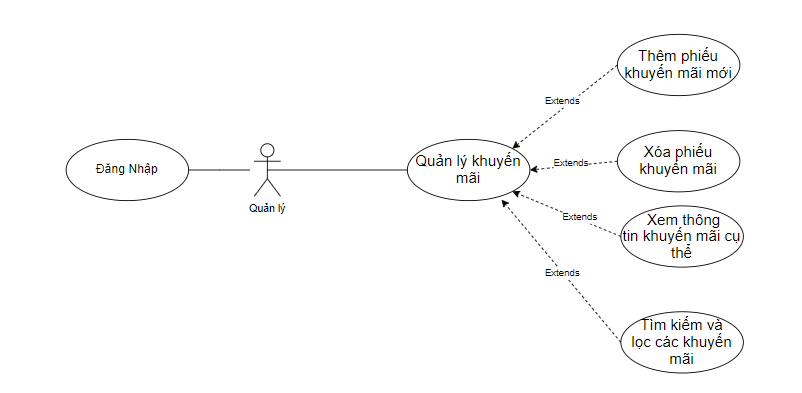 Thêm phiếu
khuyến mãi mới
Extends
Đăng Nhập
Quản lý
Quản lý khuyến
mãi
Extends
Xóa phiếu
khuyến mãi
Extends
Xem thông
tin khuyến mãi cụ
thể
Extends
Tìm kiếm và
lọc các khuyến
mãi